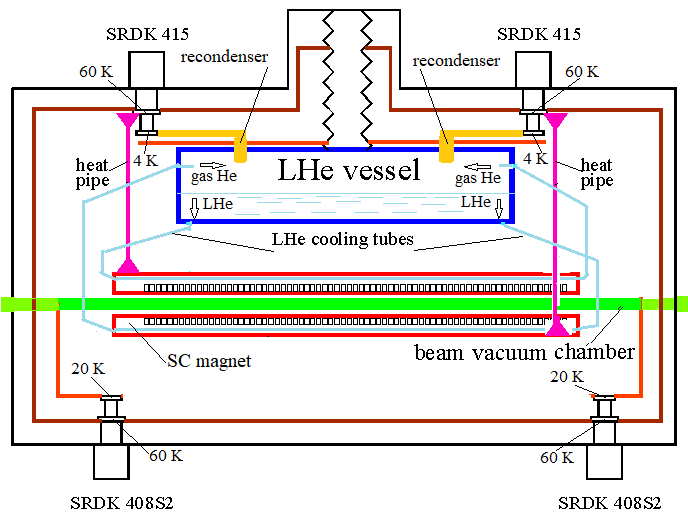 SRDK 415
SRDK 415
recondenser
recondenser
60 K
60 K
4 K
4 K
heat
pipe
heat
pipe
LHe vessel
gas He
gas He
LHe
LHe
LHe cooling tubes
SC magnet
beam vacuum chamber
20 K
20 K
60 K
60 K
SRDK 408S2
SRDK 408S2